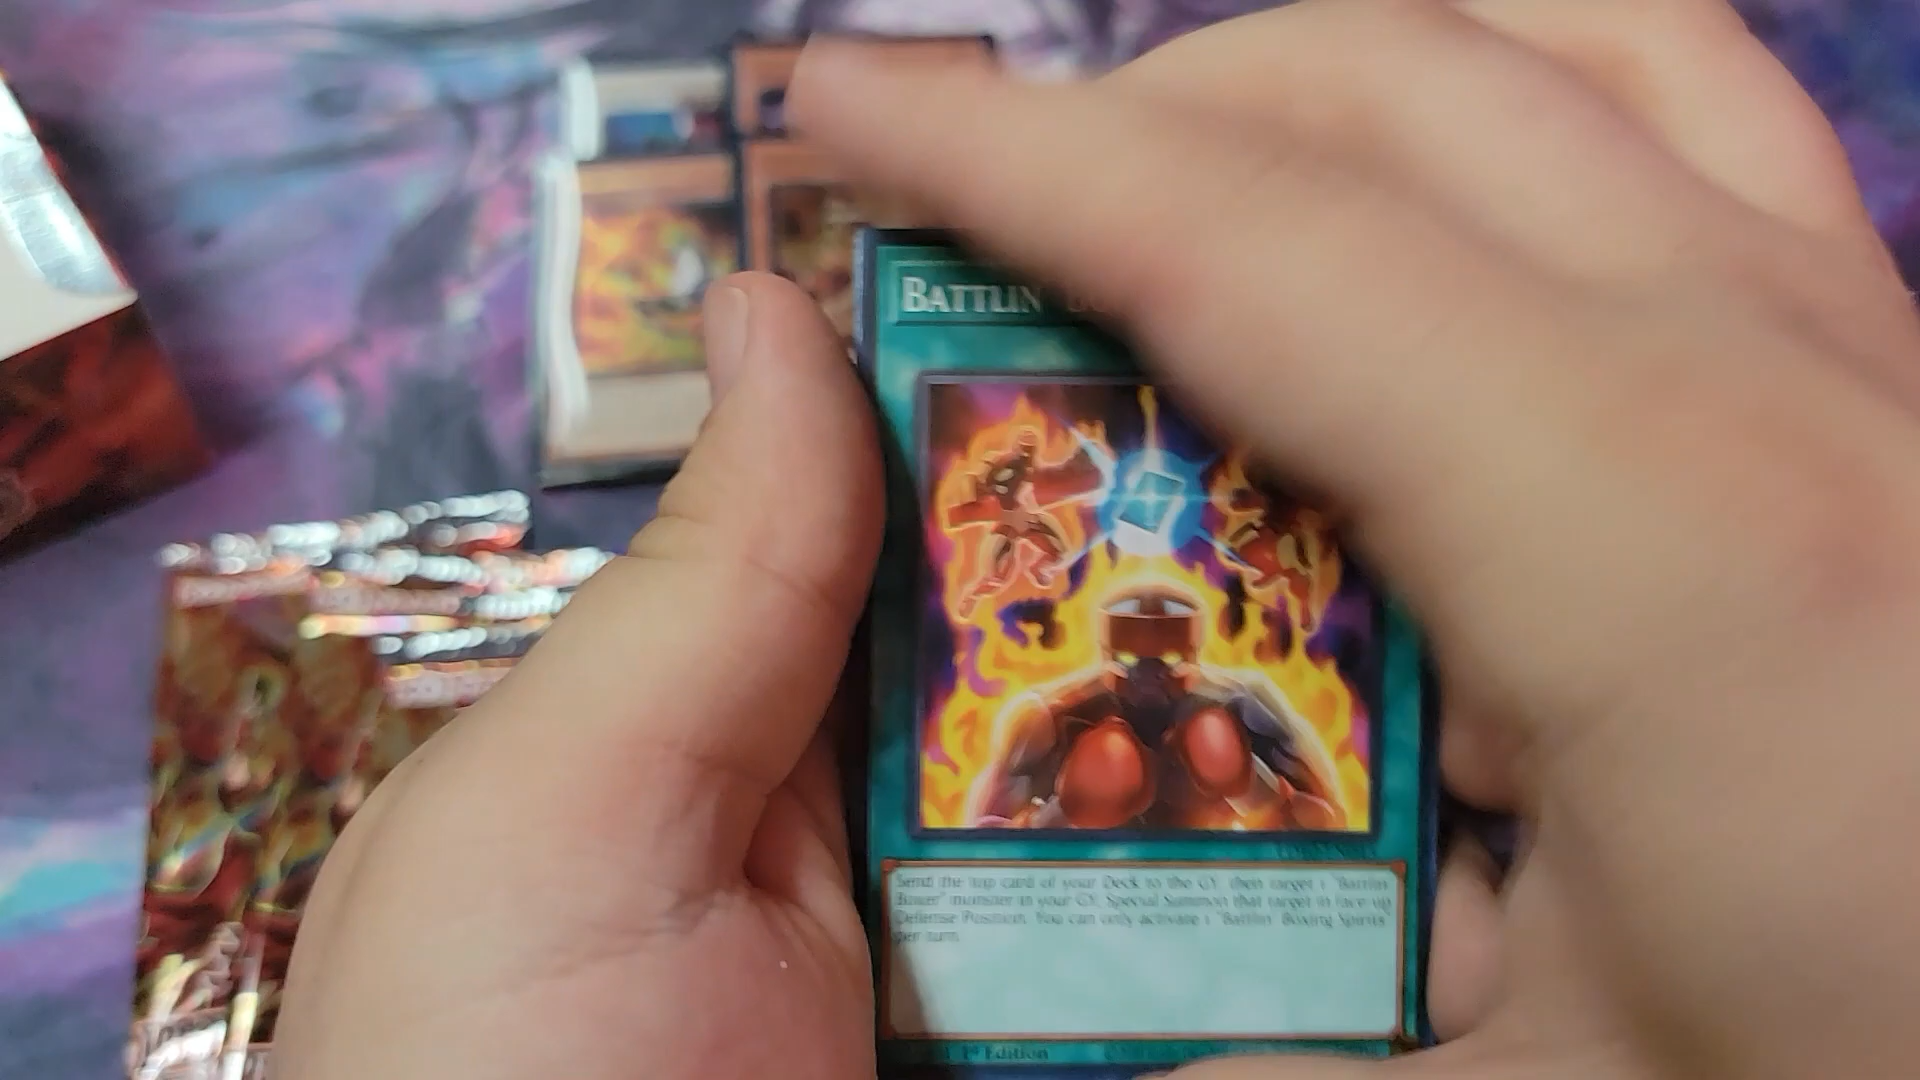 BATTLIN'
Send the top card of your Deck to the GY, then target 1 "Battlin'
Boxer" monster in your GY; Special Summon that target in face-up
Defense Position. You can only activate 1 "Battlin' Boxing Spirits"
per turn.
1st Edition